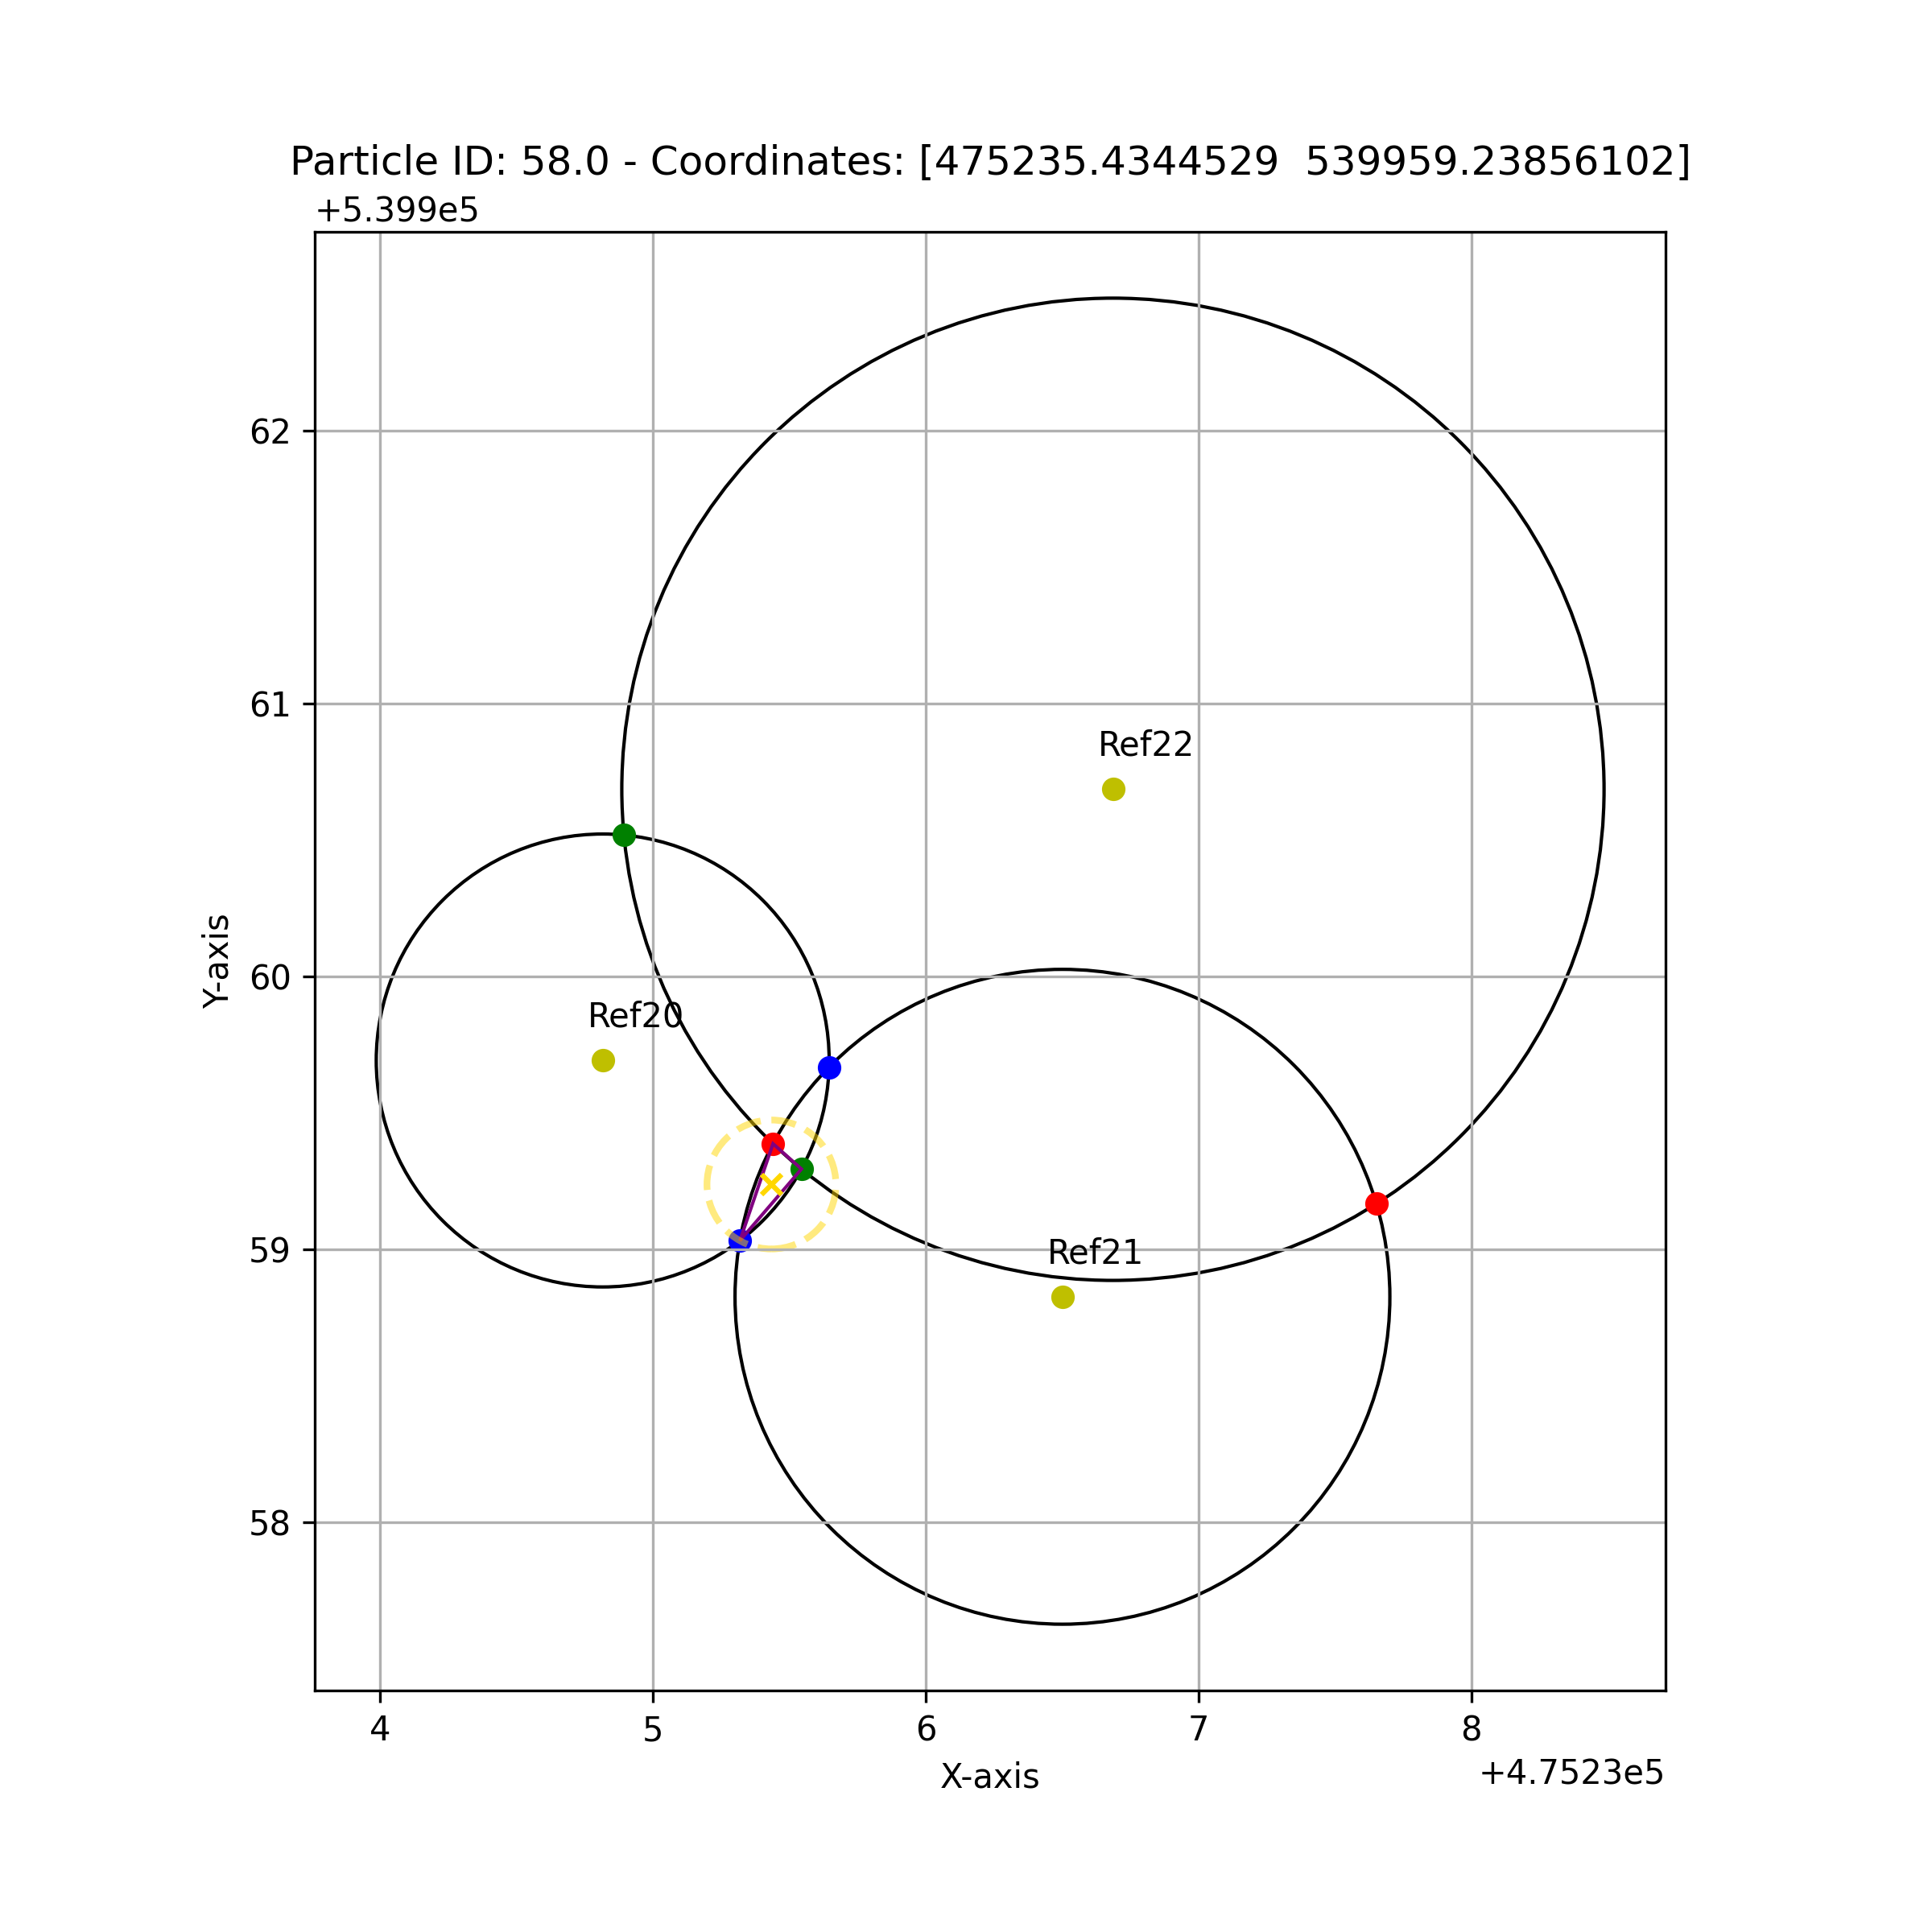 Particle ID: 58.0 - Coordinates: [475235.4344529  539959.23856102]
+5.399e5
62
61
Ref22
60
Ref20
59
Ref21
58
Y-axis
4 5 6 7 8
X-axis
+4.7523e5